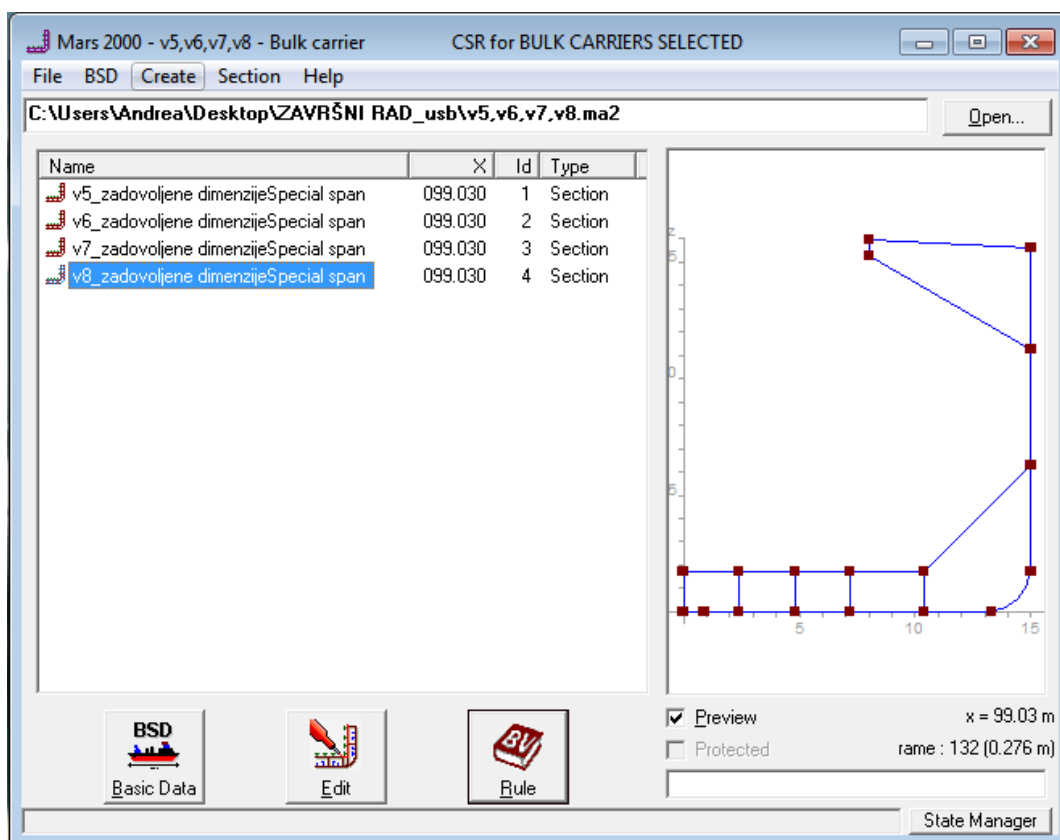 Mars 2000 - v5,v6,v7,v8 - Bulk carrier CSR for BULK CARRIERS SELECTED
File BSD Create Section Help
C:\Users\Andrea\Desktop\ZAVRŠNI RAD_usb\v5,v6,v7,v8.ma2 Open...
Name X Id Type
v5_zadovoljene dimenzijeSpecial span 099.030 1 Section
v6_zadovoljene dimenzijeSpecial span 099.030 2 Section
v7_zadovoljene dimenzijeSpecial span 099.030 3 Section
v8_zadovoljene dimenzijeSpecial span 099.030 4 Section
z
5
0
5
5 10 15
BSD
Basic Data
Edit
BV
Rule
Preview x = 99.03 m
Protected rame : 132 (0.276 m)
State Manager